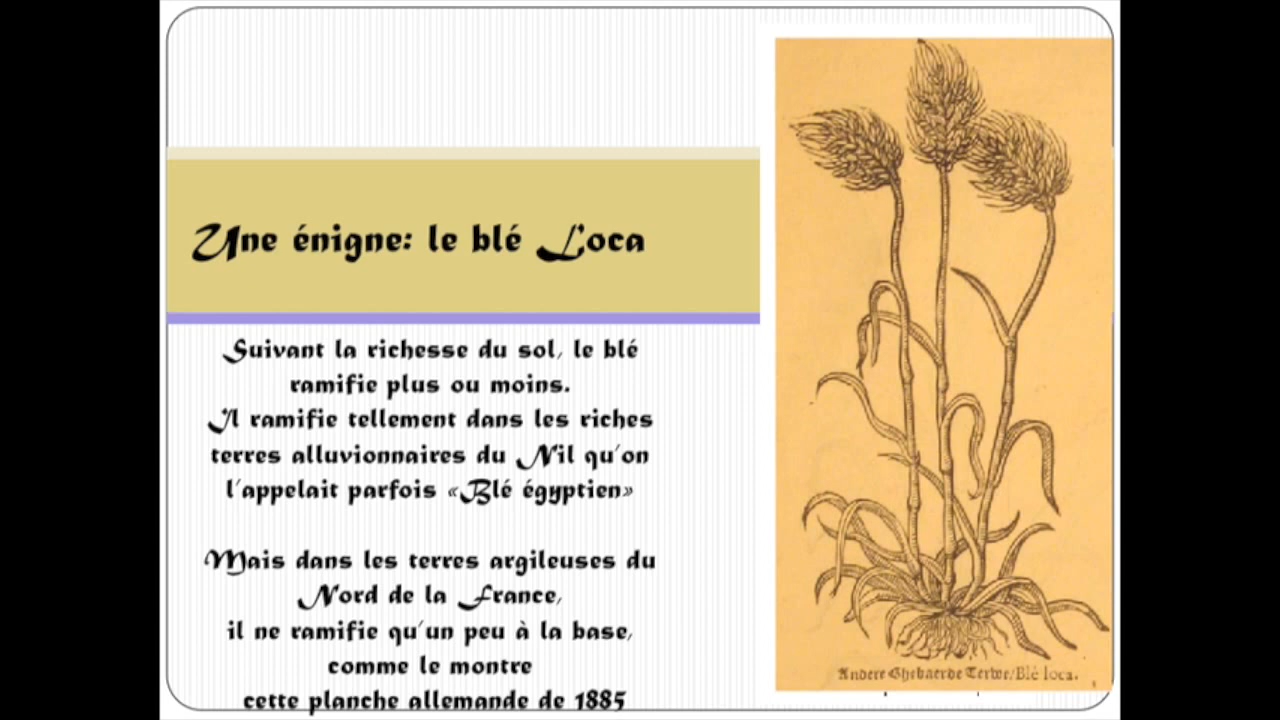 Une énigne: le blé Loca
Suivant la richesse du sol, le blé
ramifie plus ou moins.
Il ramifie tellement dans les riches
terres alluvionnaires du Nil qu'on
l'appelait parfois «Blé égyptien»
Mais dans les terres argileuses du
Nord de la France,
il ne ramifie qu'un peu à la base,
comme le montre
cette planche allemande de 1885
Andere Ghebaerde Terwe/Blé loca.